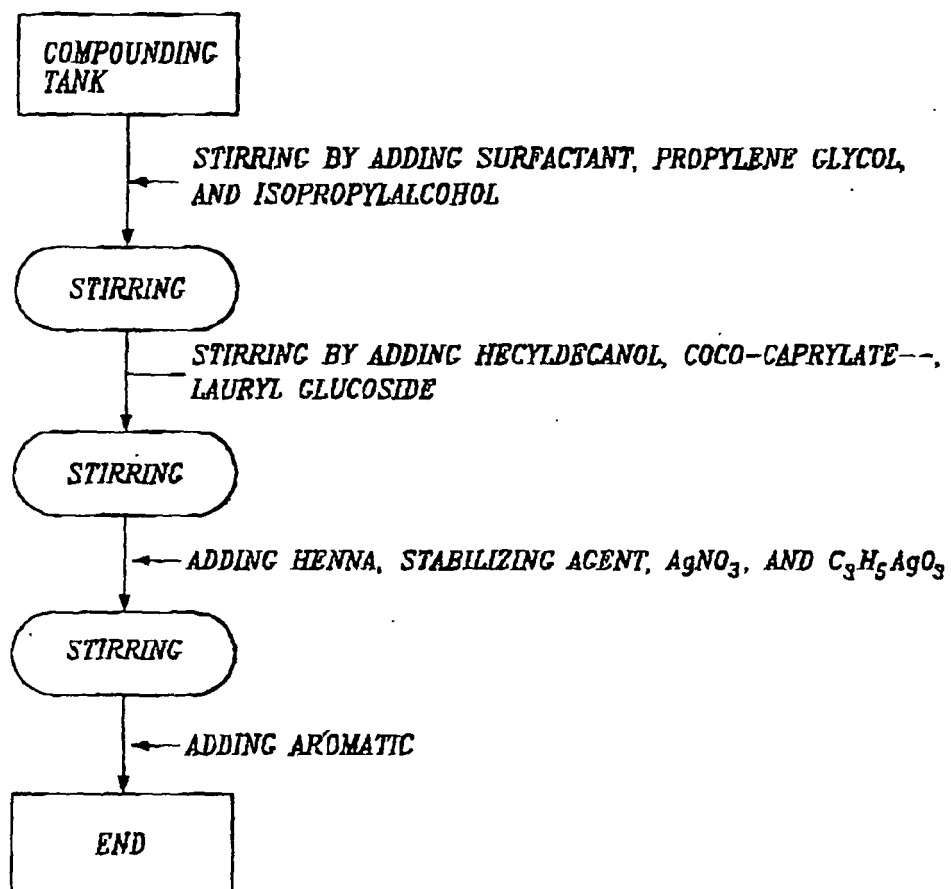 COMPOUNDING
TANK
STIRRING BY ADDING SURFACTANT, PROPYLENE GLYCOL,
AND ISOPROPYLALCOHOL
STIRRING
STIRRING BY ADDING HECYLDECANOL, COCO-CAPRYLATE--,
LAURYL GLUCOSIDE
STIRRING
ADDING HENNA, STABILIZING AGENT, AgNO₃, AND C₃H₅AgO₃
STIRRING
ADDING AROMATIC
END